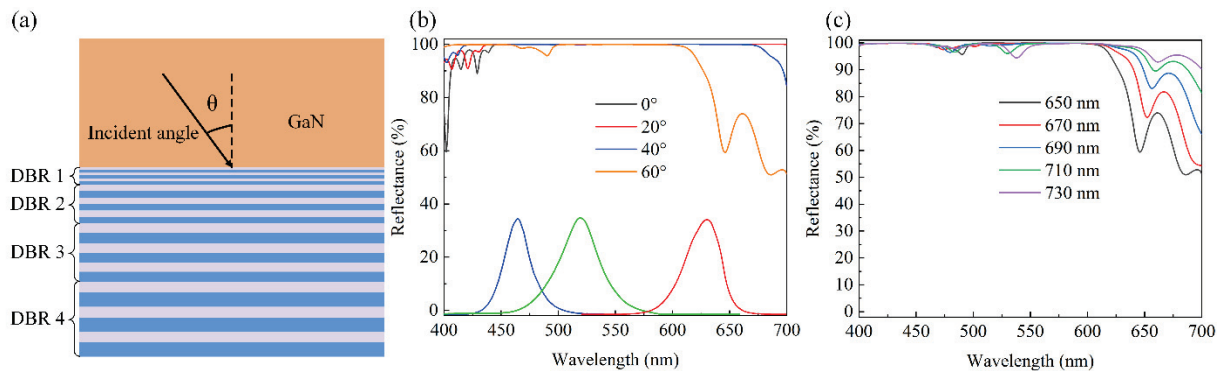 (a)
θ
Incident angle
GaN
DBR 1
DBR 2
DBR 3
DBR 4
(b)
Reflectance (%)
100
80
60
40
20
0
0°
20°
40°
60°
400 450 500 550 600 650 700
Wavelength (nm)
(c)
Reflectance (%)
100
90
80
70
60
50
40
30
20
10
0
650 nm
670 nm
690 nm
710 nm
730 nm
400 450 500 550 600 650 700
Wavelength (nm)